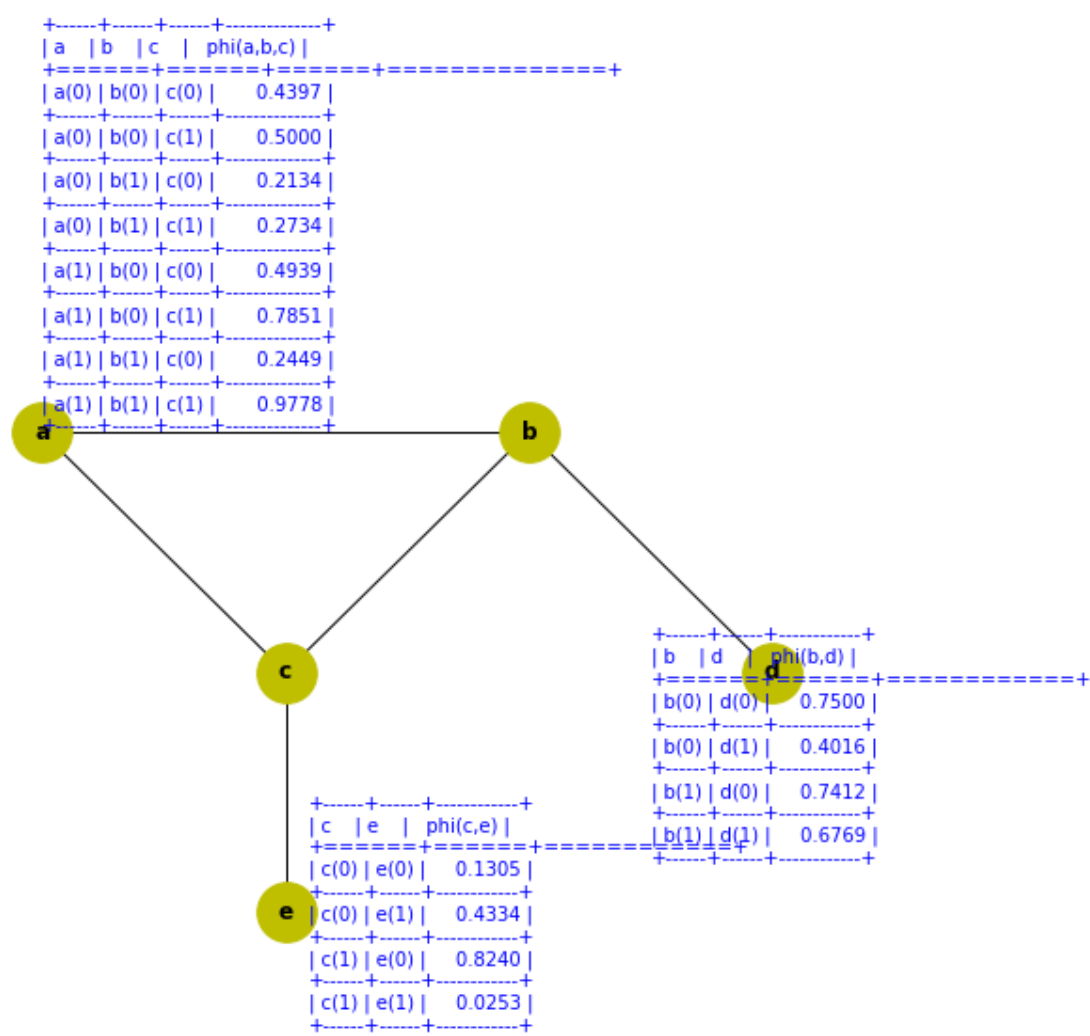 +------+------+------+--------------+
| a | b | c | phi(a,b,c) |
+======+======+======+==============+
| a(0) | b(0) | c(0) | 0.4397 |
+------+------+------+--------------+
| a(0) | b(0) | c(1) | 0.5000 |
+------+------+------+--------------+
| a(0) | b(1) | c(0) | 0.2134 |
+------+------+------+--------------+
| a(0) | b(1) | c(1) | 0.2734 |
+------+------+------+--------------+
| a(1) | b(0) | c(0) | 0.4939 |
+------+------+------+--------------+
| a(1) | b(0) | c(1) | 0.7851 |
+------+------+------+--------------+
| a(1) | b(1) | c(0) | 0.2449 |
+------+------+------+--------------+
| a(1) | b(1) | c(1) | 0.9778 |
+------+------+------+--------------+
a
b
c
d
+------+------+------------+
| b | d | phi(b,d) |
+======+======+============+
| b(0) | d(0) | 0.7500 |
+------+------+------------+
| b(0) | d(1) | 0.4016 |
+------+------+------------+
| b(1) | d(0) | 0.7412 |
+------+------+------------+
| b(1) | d(1) | 0.6769 |
+------+------+------------+
e
+------+------+------------+
| c | e | phi(c,e) |
+======+======+============+
| c(0) | e(0) | 0.1305 |
+------+------+------------+
| c(0) | e(1) | 0.4334 |
+------+------+------------+
| c(1) | e(0) | 0.8240 |
+------+------+------------+
| c(1) | e(1) | 0.0253 |
+------+------+------------+